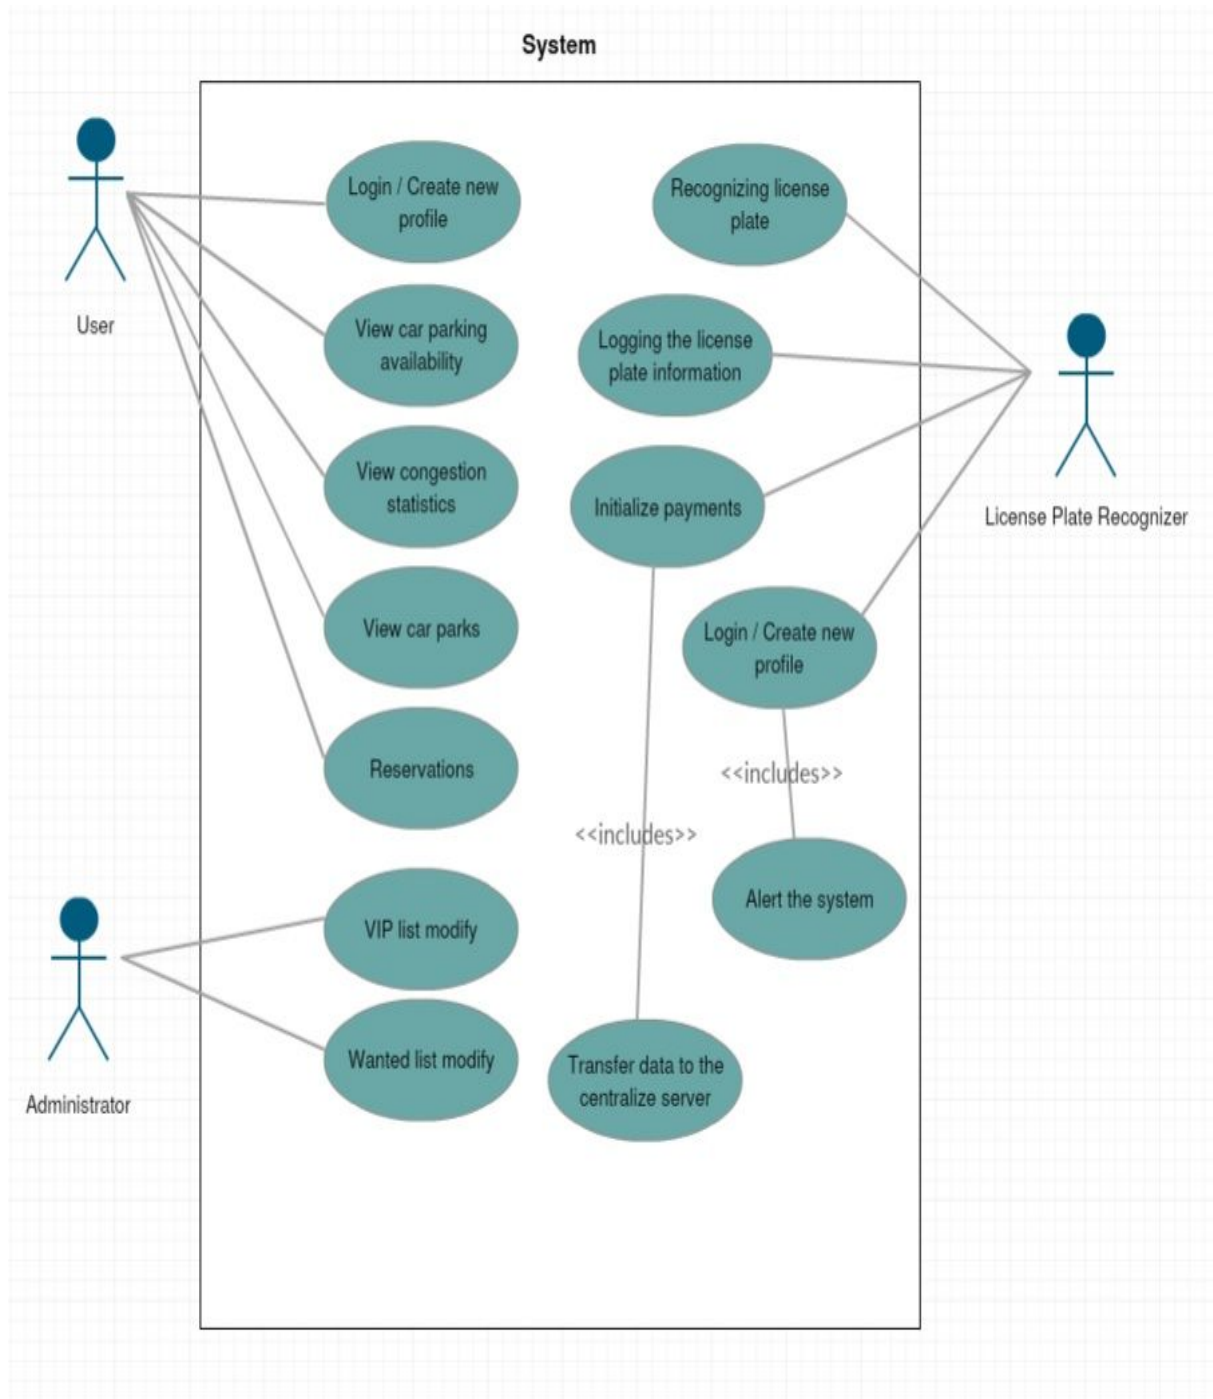 System
Login / Create new
profile
Recognizing license
plate
User
View car parking
availability
Logging the license
plate information
View congestion
statistics
Initialize payments
License Plate Recognizer
View car parks
Login / Create new
profile
Reservations
<<includes>>
<<includes>>
VIP list modify
Alert the system
Wanted list modify
Transfer data to the
centralize server
Administrator